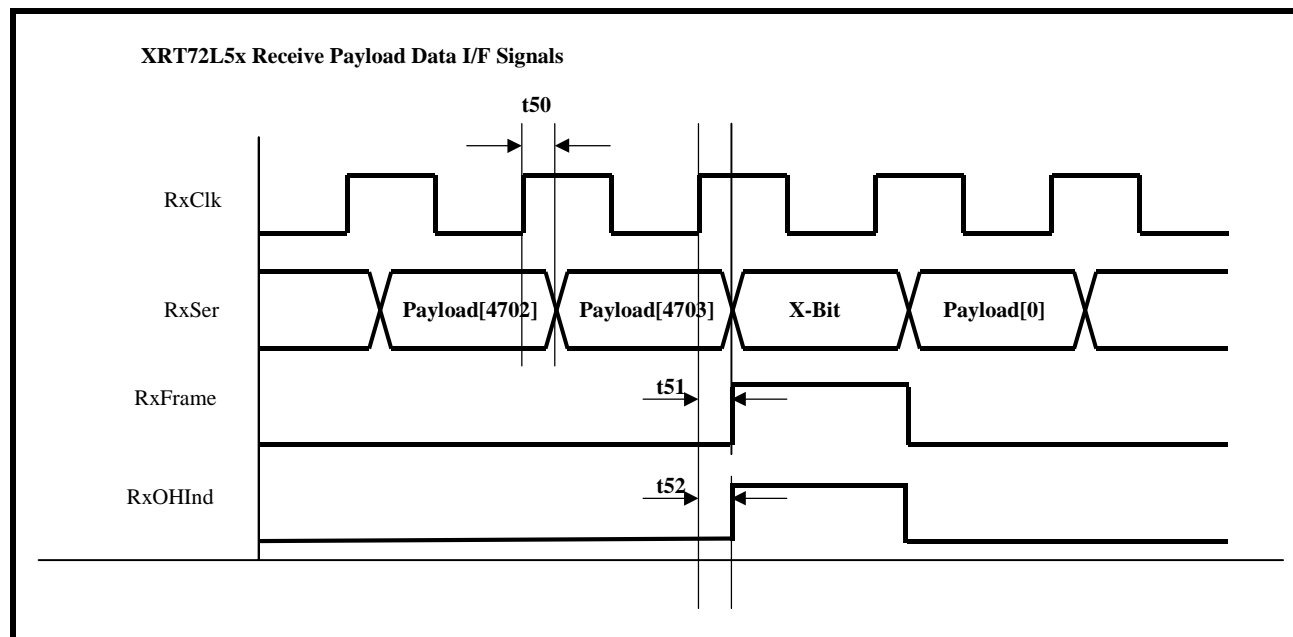 XRT72L5x Receive Payload Data I/F Signals
t50
RxClk
RxSer
Payload[4702]
Payload[4703]
X-Bit
Payload[0]
RxFrame
t51
RxOHInd
t52